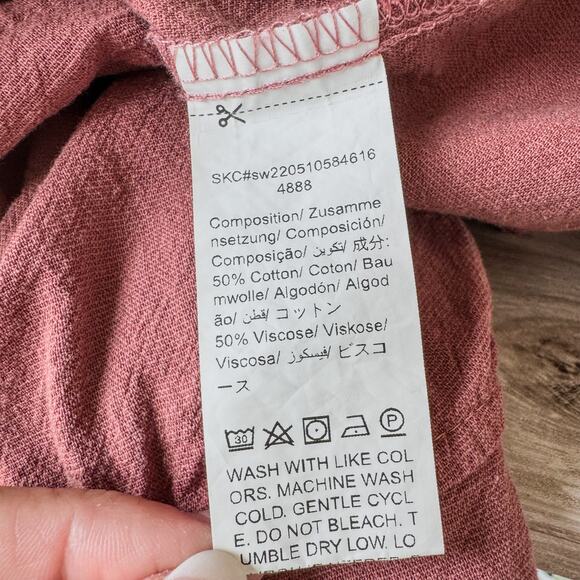 SKC#sw220510584616
4888
Composition/ Zusamme
nsetzung/ Composición/
Composição/ تكوين/ 成分:
50% Cotton/ Coton/ Bau
mwolle/ Algodón/ Algod
ão/ قطن/ コットン
50% Viscose/ Viskose/
Viscosa/ فيسكوز/ ビスコ
ース
30 P
WASH WITH LIKE COL
ORS. MACHINE WASH
COLD. GENTLE CYCL
E. DO NOT BLEACH. T
UMBLE DRY LOW. LO